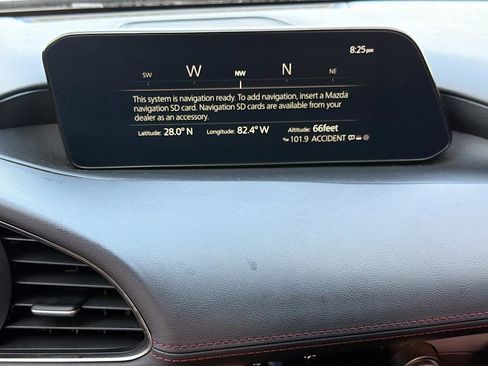 8:25pm
SW W NW N NE
This system is navigation ready. To add navigation, insert a Mazda
navigation SD card. Navigation SD cards are available from your
dealer as an accessory.
Latitude: 28.0° N Longitude: 82.4° W Altitude: 66feet
101.9 ACCIDENT